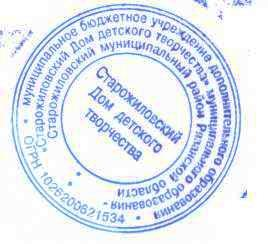 муниципальное бюджетное учреждение дополнительного образования
«Старожиловский Дом детского творчества» муниципального образования -
Старожиловский муниципальный район Рязанской области
ОГРН 1026200621534
Старожиловский
Дом детского
творчества